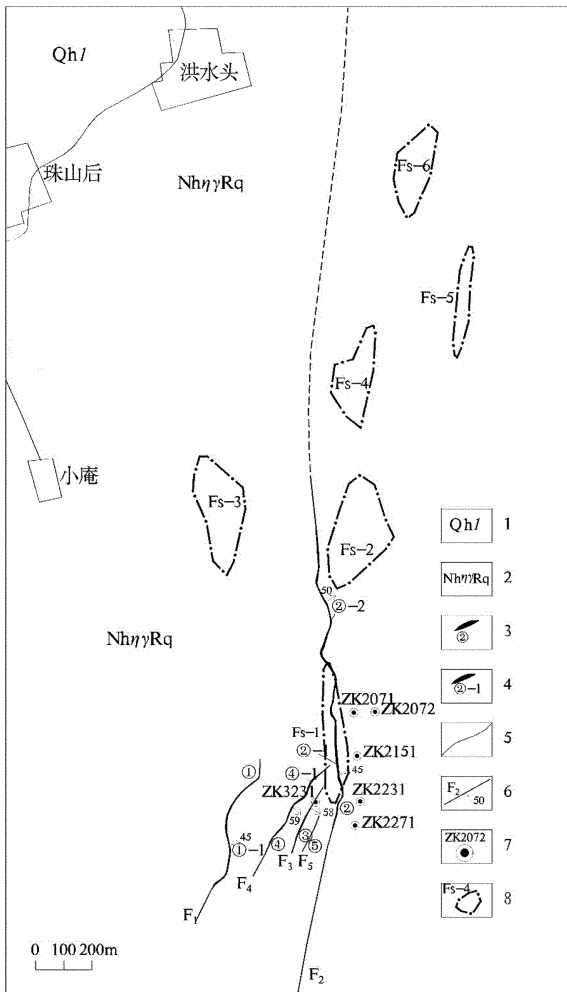 Qhl
洪水头
珠山后
NhηγRq
Fs-6
Fs-5
Fs-4
小庵
Fs-3
Fs-2
50
②-2
NhηγRq
ZK2071
ZK2072
Fs-1
②-1
ZK2151
45
①
④-1
ZK3231
②
ZK2231
59
58
ZK2271
45
①-1
④
③
⑤
F3
F5
F4
F1
F2
0 100 200m
Qhl 1
NhηγRq 2
② 3
②-1 4
5
F2 50 6
ZK2072 7
Fs-4 8